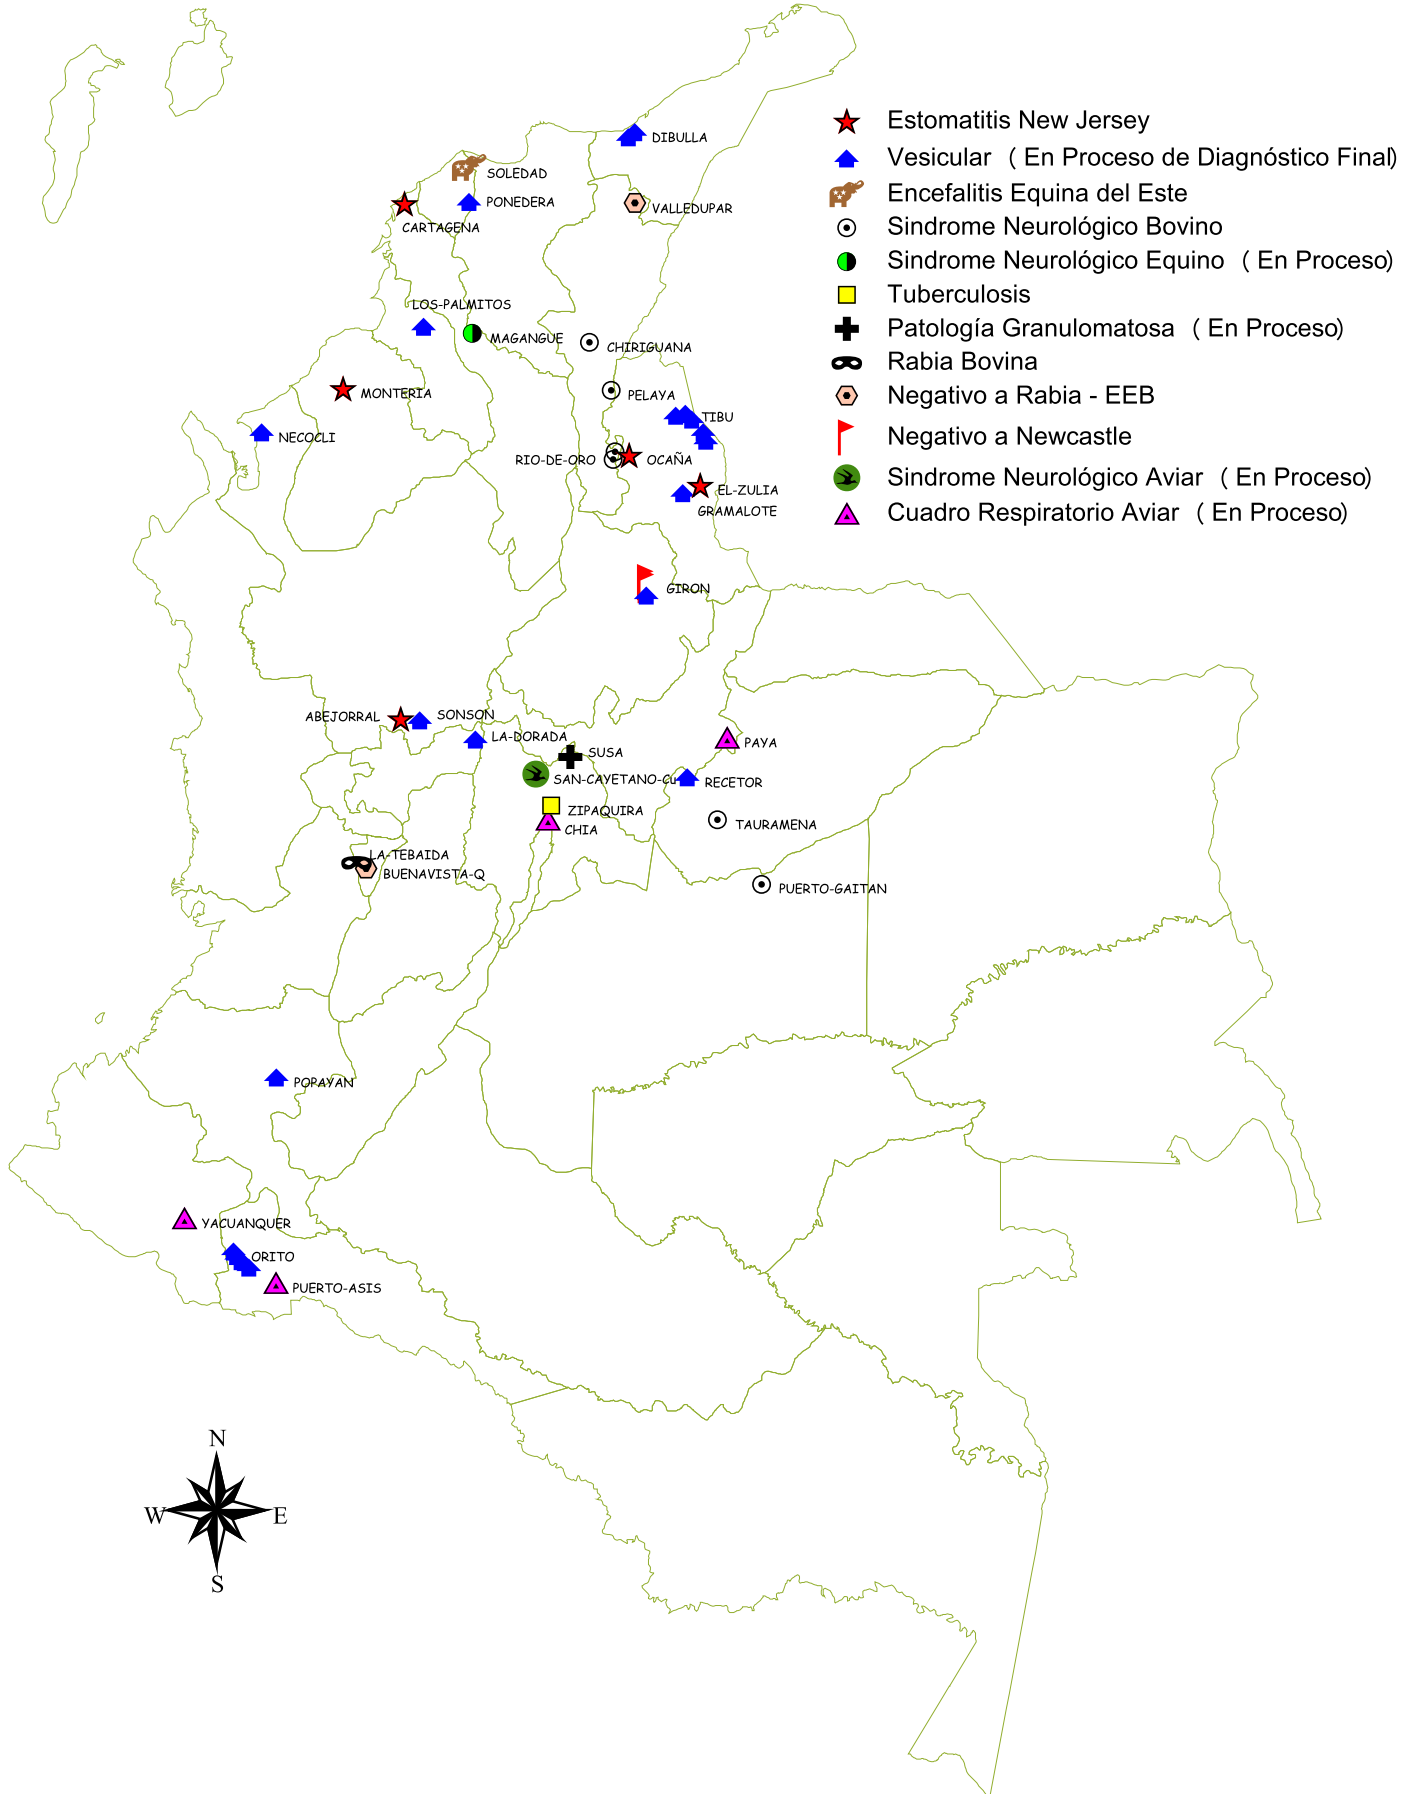 Estomatitis New Jersey
Vesicular ( En Proceso de Diagnóstico Final)
Encefalitis Equina del Este
Sindrome Neurológico Bovino
Sindrome Neurológico Equino ( En Proceso)
Tuberculosis
Patología Granulomatosa ( En Proceso)
Rabia Bovina
Negativo a Rabia - EEB
Negativo a Newcastle
Sindrome Neurológico Aviar ( En Proceso)
Cuadro Respiratorio Aviar ( En Proceso)
DIBULLA
SOLEDAD
PONEDERA
VALLEDUPAR
CARTAGENA
LOS-PALMITOS
MAGANGUE
CHIRIGUANA
MONTERIA
PELAYA
TIBU
NECOCLI
RIO-DE-ORO
OCAÑA
EL-ZULIA
GRAMALOTE
GIRON
ABEJORRAL
SONSON
LA-DORADA
SUSA
PAYA
SAN-CAYETANO-Cu
RECETOR
ZIPAQUIRA
CHIA
TAURAMENA
LA-TEBAIDA
BUENAVISTA-Q
PUERTO-GAITAN
POPAYAN
YACUANQUER
ORITO
PUERTO-ASIS
N
W
E
S